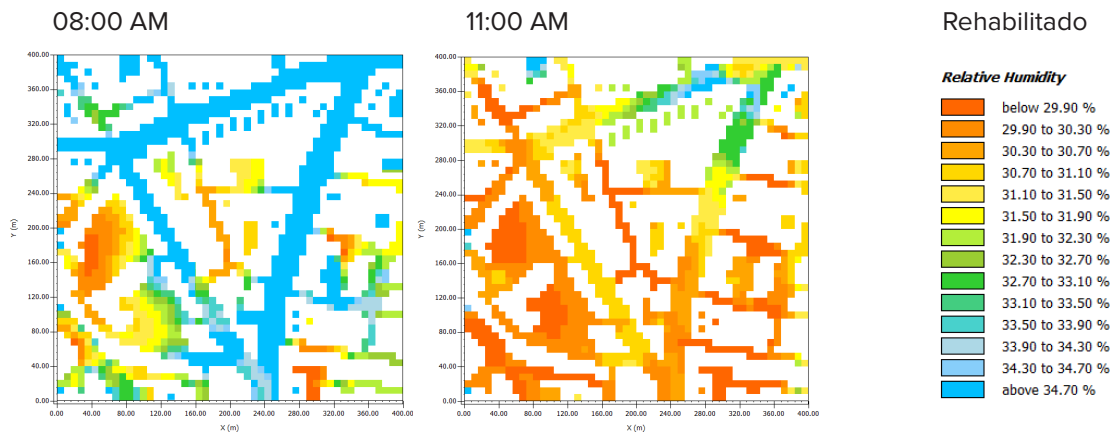 08:00 AM
11:00 AM
Rehabilitado
400.00
360.00
320.00
280.00
240.00
200.00
160.00
120.00
80.00
40.00
0.00
Y (m)
0.00 40.00 80.00 120.00 160.00 200.00 240.00 280.00 320.00 360.00 400.00
X (m)
400.00
360.00
320.00
280.00
240.00
200.00
160.00
120.00
80.00
40.00
0.00
Y (m)
0.00 40.00 80.00 120.00 160.00 200.00 240.00 280.00 320.00 360.00 400.00
X (m)
Relative Humidity
below 29.90 %
29.90 to 30.30 %
30.30 to 30.70 %
30.70 to 31.10 %
31.10 to 31.50 %
31.50 to 31.90 %
31.90 to 32.30 %
32.30 to 32.70 %
32.70 to 33.10 %
33.10 to 33.50 %
33.50 to 33.90 %
33.90 to 34.30 %
34.30 to 34.70 %
above 34.70 %